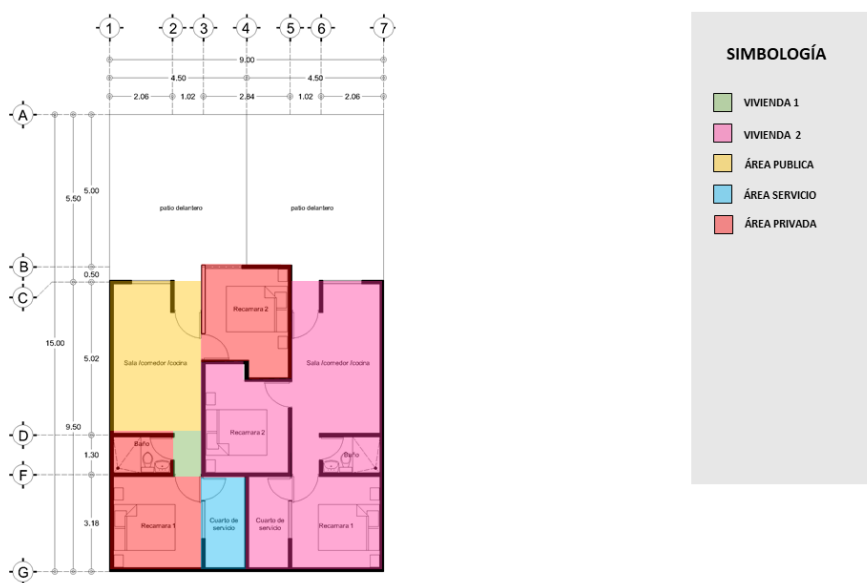 1 2 3 4 5 6 7
9.00
4.50 4.50
2.06 1.02 2.84 1.02 2.06
A
5.00
5.50
patio delantero patio delantero
B
0.50
C
Recamara 2
15.00
5.02
Sala /comedor /cocina Sala /comedor /cocina
9.50
D
Recamara 2
Baño Baño
1.30
F
3.18
Recamara 1
Cuarto de
servicio
Cuarto de
servicio
Recamara 1
G
SIMBOLOGÍA
VIVIENDA 1
VIVIENDA 2
ÁREA PUBLICA
ÁREA SERVICIO
ÁREA PRIVADA